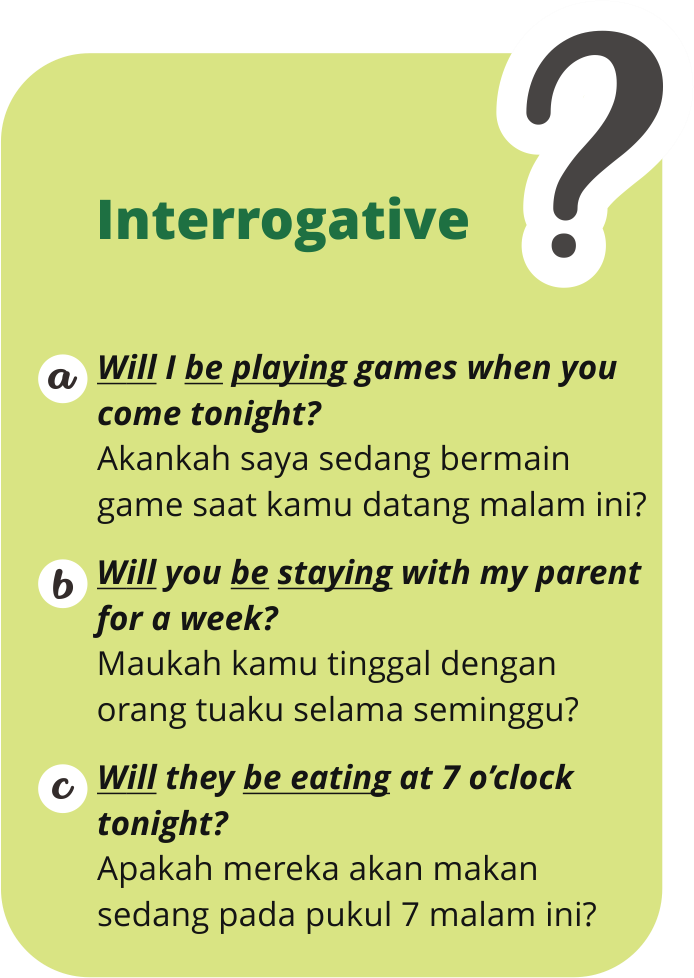 ?
Interrogative
a Will I be playing games when you
come tonight?
Akankah saya sedang bermain
game saat kamu datang malam ini?
b Will you be staying with my parent
for a week?
Maukah kamu tinggal dengan
orang tuaku selama seminggu?
c Will they be eating at 7 o’clock
tonight?
Apakah mereka akan makan
sedang pada pukul 7 malam ini?